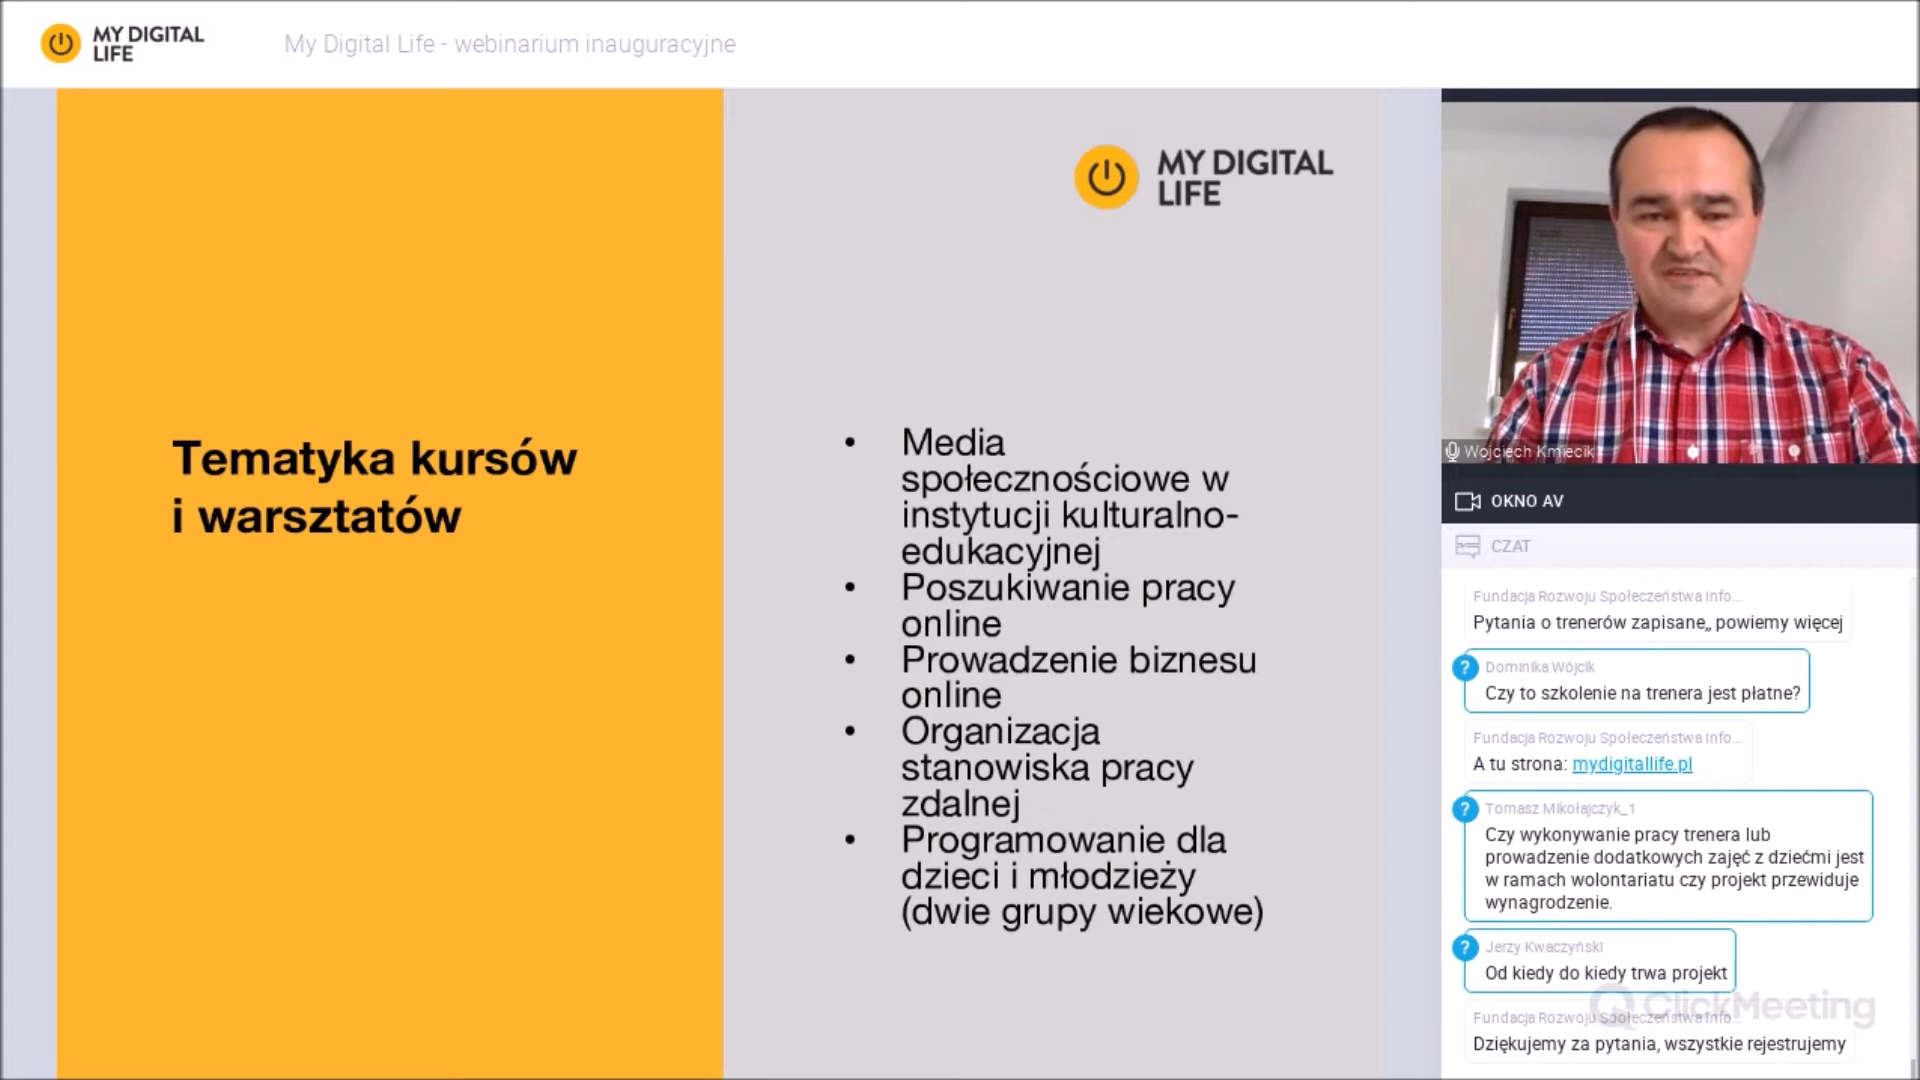 MY DIGITAL
LIFE
My Digital Life - webinarium inauguracyjne
MY DIGITAL
LIFE
Tematyka kursów
i warsztatów
• Media
społecznościowe w
instytucji kulturalno-
edukacyjnej
• Poszukiwanie pracy
online
• Prowadzenie biznesu
online
• Organizacja
stanowiska pracy
zdalnej
• Programowanie dla
dzieci i młodzieży
(dwie grupy wiekowe)
Wojciech Kmiecik
OKNO AV
CZAT
Fundacja Rozwoju Społeczeństwa Info...
Pytania o trenerów zapisane,, powiemy więcej
? Dominika Wójcik
Czy to szkolenie na trenera jest płatne?
Fundacja Rozwoju Społeczeństwa Info...
A tu strona: mydigitallife.pl
? Tomasz Mikołajczyk_1
Czy wykonywanie pracy trenera lub
prowadzenie dodatkowych zajęć z dziećmi jest
w ramach wolontariatu czy projekt przewiduje
wynagrodzenie.
? Jerzy Kwaczyński
Od kiedy do kiedy trwa projekt
ClickMeeting
Fundacja Rozwoju Społeczeństwa Info...
Dziękujemy za pytania, wszystkie rejestrujemy